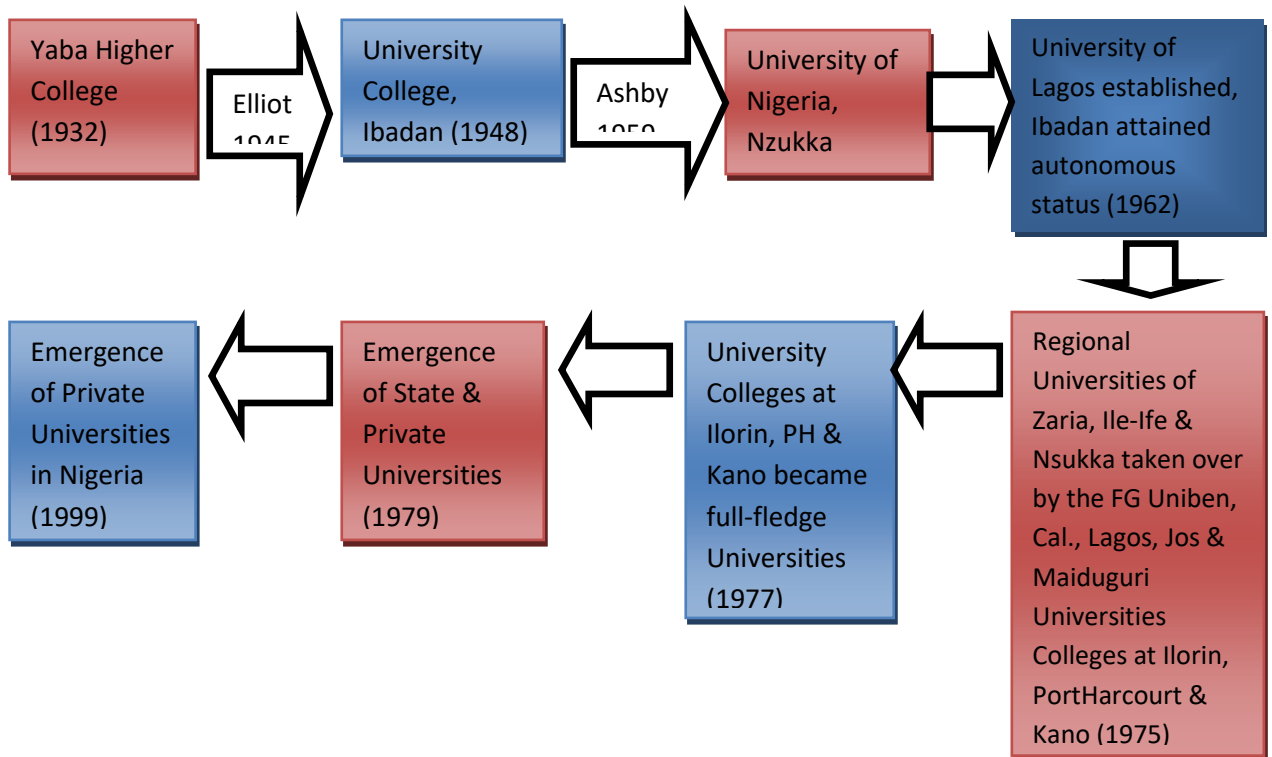 Yaba Higher
College
(1932)
Elliot
1945
University
College,
Ibadan (1948)
Ashby
1959
University of
Nigeria,
Nzukka
University of
Lagos established,
Ibadan attained
autonomous
status (1962)
Regional
Universities of
Zaria, Ile-Ife &
Nsukka taken over
by the FG Uniben,
Cal., Lagos, Jos &
Maiduguri
Universities
Colleges at Ilorin,
PortHarcourt &
Kano (1975)
University
Colleges at
Ilorin, PH &
Kano became
full-fledge
Universities
(1977)
Emergence
of State &
Private
Universities
(1979)
Emergence
of Private
Universities
in Nigeria
(1999)